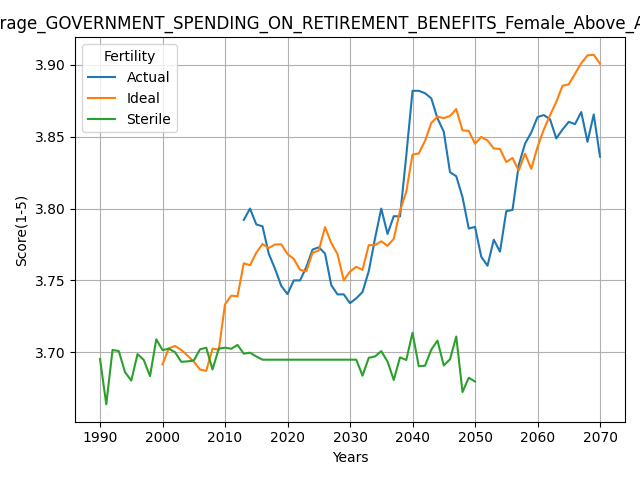 rage_GOVERNMENT_SPENDING_ON_RETIREMENT_BENEFITS_Female_Above_A
Fertility
Actual
Ideal
Sterile
3.90
3.85
3.80
3.75
3.70
Score(1-5)
1990 2000 2010 2020 2030 2040 2050 2060 2070
Years